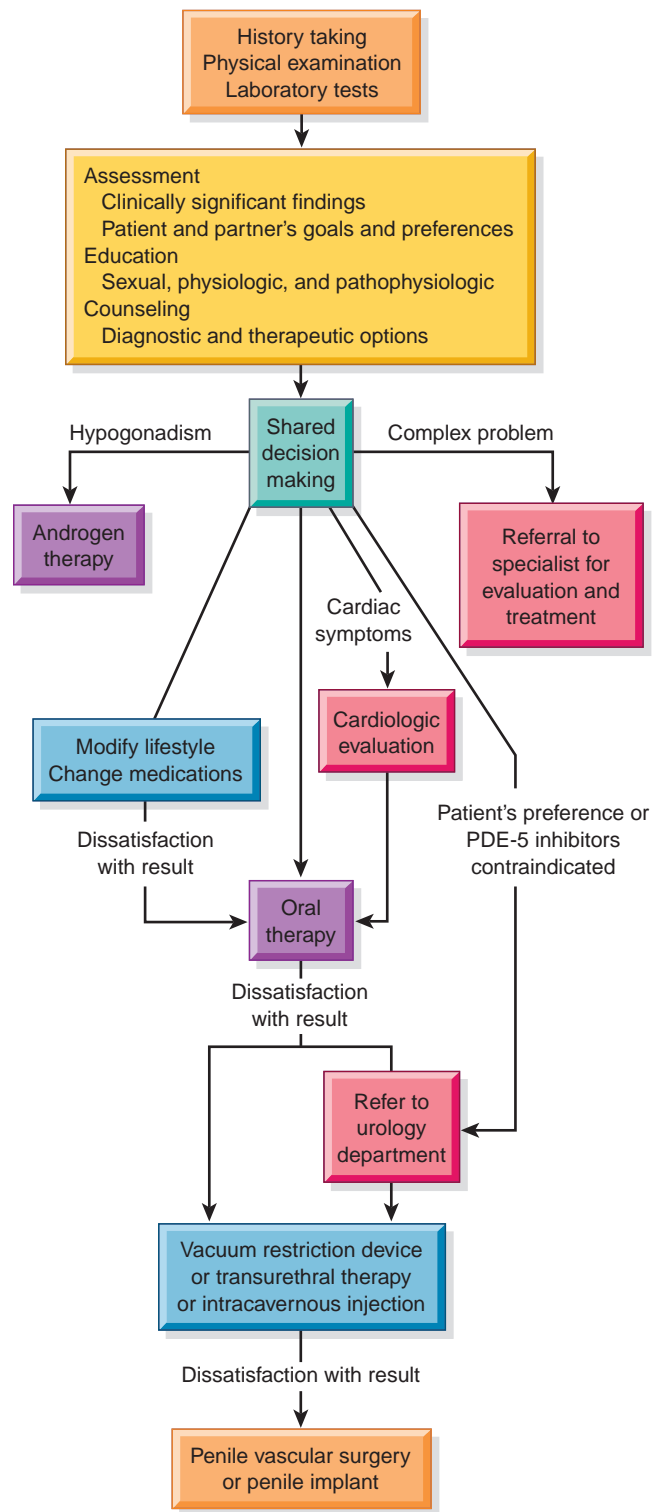 History taking
Physical examination
Laboratory tests
Assessment
Clinically significant findings
Patient and partner's goals and preferences
Education
Sexual, physiologic, and pathophysiologic
Counseling
Diagnostic and therapeutic options
Hypogonadism
Shared
decision
making
Complex problem
Androgen
therapy
Referral to
specialist for
evaluation and
treatment
Cardiac
symptoms
Modify lifestyle
Change medications
Cardiologic
evaluation
Patient's preference or
PDE-5 inhibitors
contraindicated
Dissatisfaction
with result
Oral
therapy
Dissatisfaction
with result
Refer to
urology
department
Vacuum restriction device
or transurethral therapy
or intracavernous injection
Dissatisfaction with result
Penile vascular surgery
or penile implant